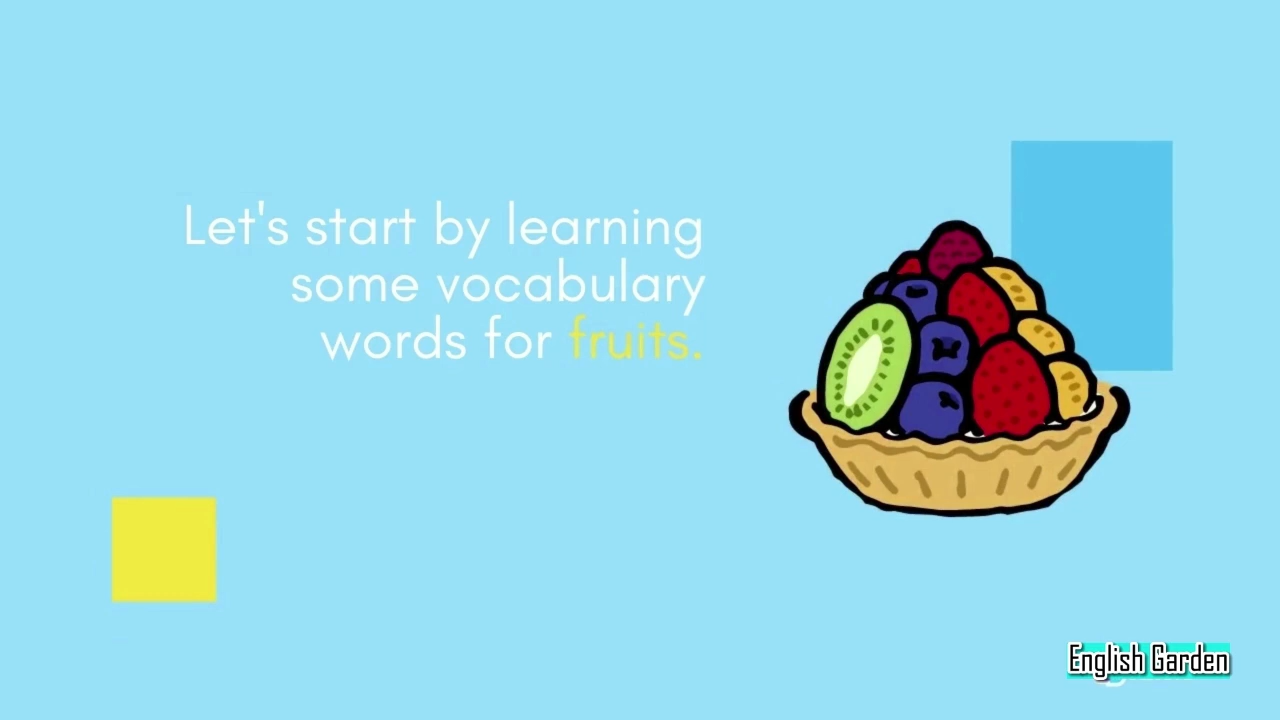 Let's start by learning
some vocabulary
words for fruits.
English Garden